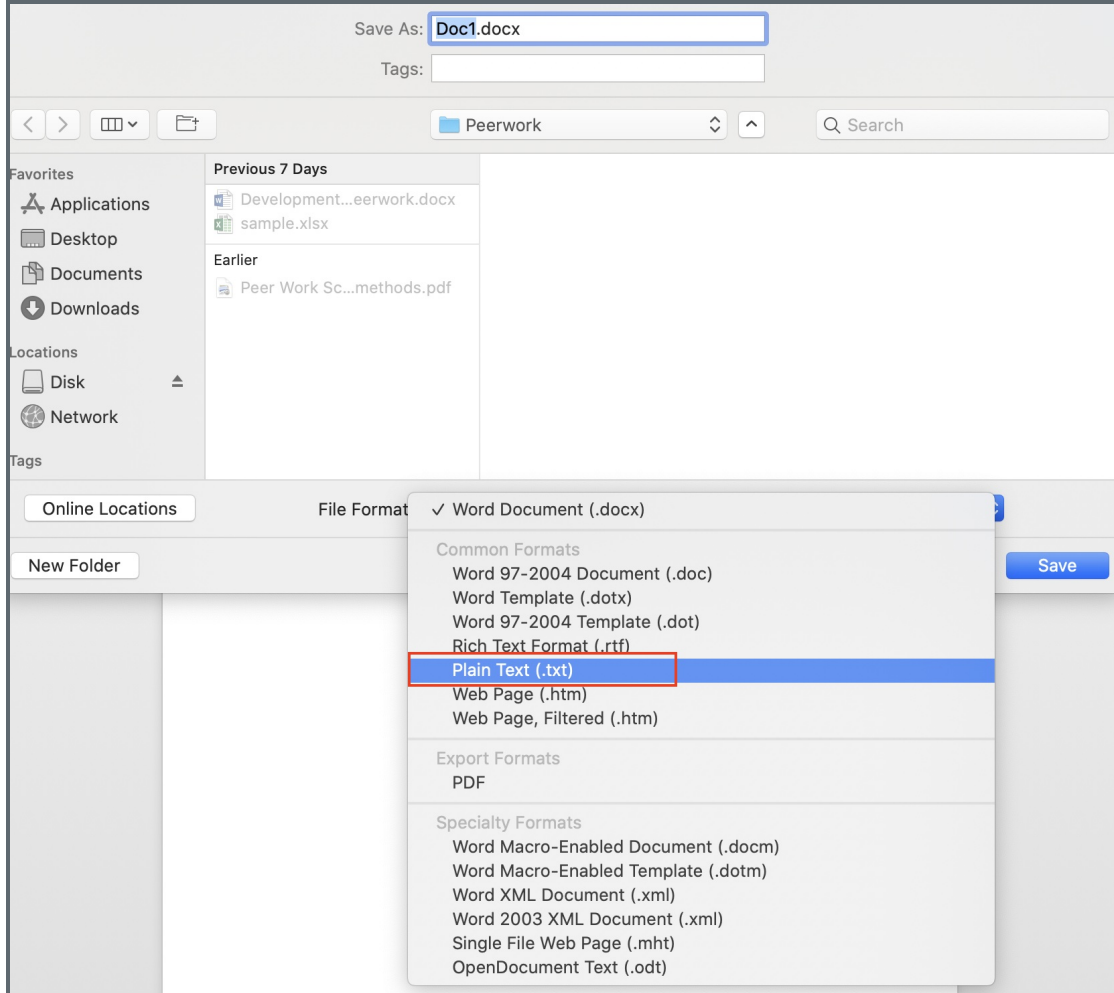 Save As: Doc1.docx
Tags:
Peerwork
Search
Favorites
Applications
Desktop
Documents
Downloads
Locations
Disk
Network
Tags
Previous 7 Days
Development...eerwork.docx
sample.xlsx
Earlier
Peer Work Sc...methods.pdf
Online Locations
New Folder
File Format
✓ Word Document (.docx)
Common Formats
Word 97-2004 Document (.doc)
Word Template (.dotx)
Word 97-2004 Template (.dot)
Rich Text Format (.rtf)
Plain Text (.txt)
Web Page (.htm)
Web Page, Filtered (.htm)
Export Formats
PDF
Specialty Formats
Word Macro-Enabled Document (.docm)
Word Macro-Enabled Template (.dotm)
Word XML Document (.xml)
Word 2003 XML Document (.xml)
Single File Web Page (.mht)
OpenDocument Text (.odt)
Save